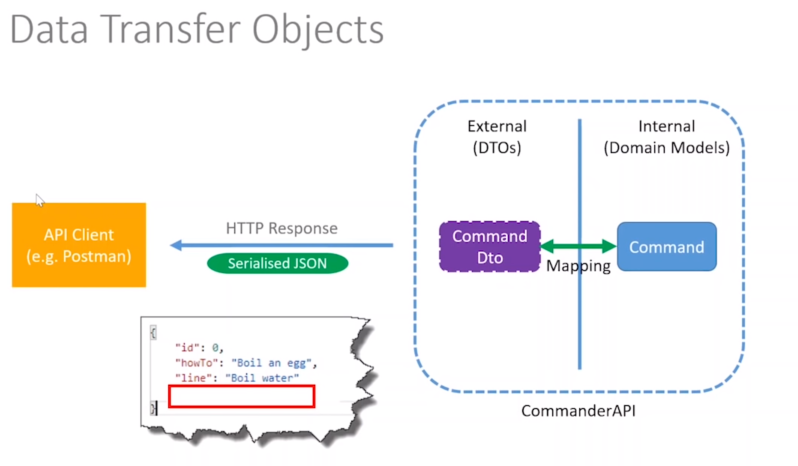 Data Transfer Objects
External
(DTOs)
Internal
(Domain Models)
API Client
(e.g. Postman)
HTTP Response
Serialised JSON
Command
Dto
Mapping
Command
{
"id": 0,
"howTo": "Boil an egg",
"line": "Boil water"
}
CommanderAPI